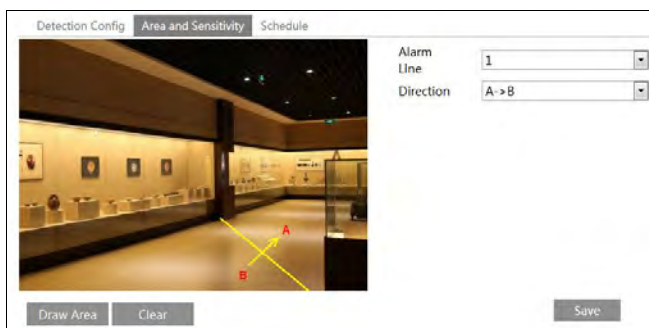 Detection Config Area and Sensitivity Schedule
Alarm Line 1
Direction A->B
A
B
Draw Area Clear Save